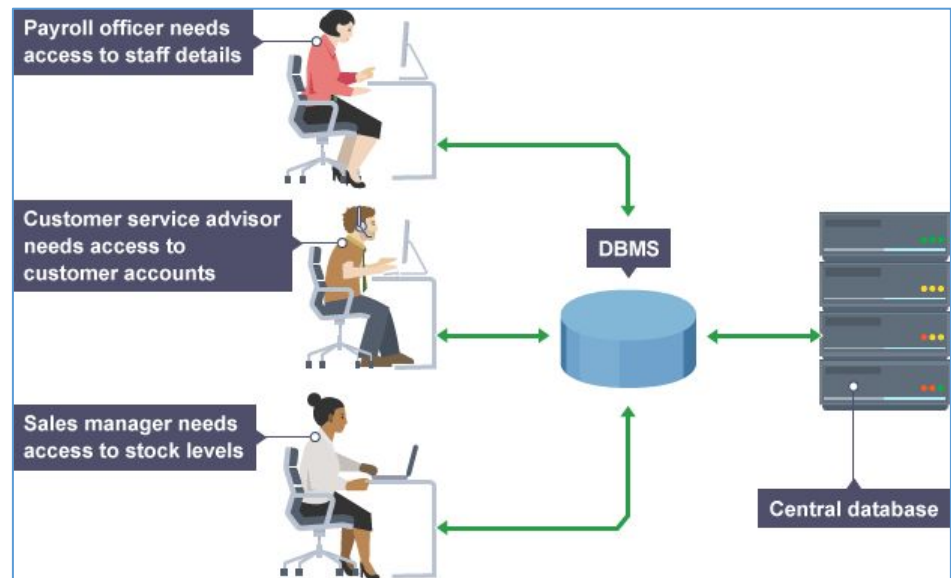 Payroll officer needs
access to staff details
Customer service advisor
needs access to
customer accounts
DBMS
Sales manager needs
access to stock levels
Central database